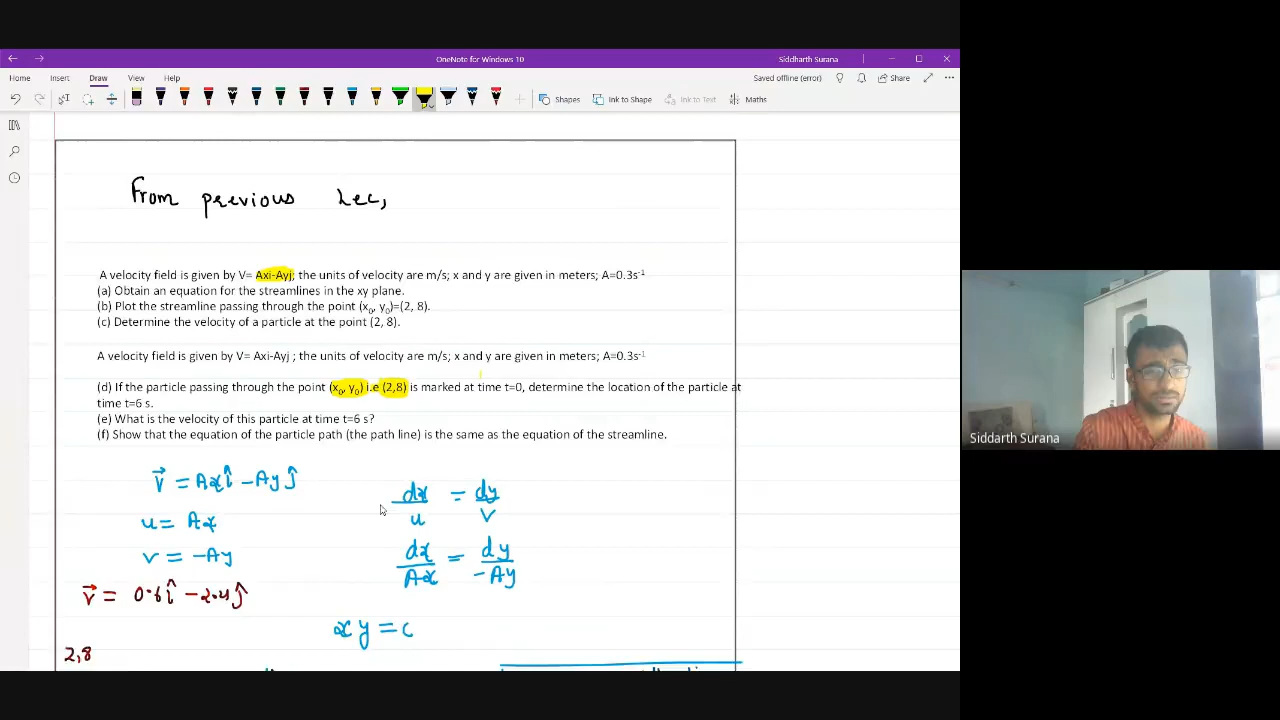 OneNote for Windows 10
Siddharth Surana
Home Insert Draw View Help
Saved offline (error) Share
Shapes Ink to Shape Ink to Text Maths
From previous Lec,
A velocity field is given by V= Axi-Ayj; the units of velocity are m/s; x and y are given in meters; A=0.3s-1
(a) Obtain an equation for the streamlines in the xy plane.
(b) Plot the streamline passing through the point (x0, y0)=(2, 8).
(c) Determine the velocity of a particle at the point (2, 8).
A velocity field is given by V= Axi-Ayj ; the units of velocity are m/s; x and y are given in meters; A=0.3s-1
(d) If the particle passing through the point (x0, y0) i.e (2,8) is marked at time t=0, determine the location of the particle at
time t=6 s.
(e) What is the velocity of this particle at time t=6 s?
(f) Show that the equation of the particle path (the path line) is the same as the equation of the streamline.
V = Axî - Ayĵ
u = Ax
v = -Ay
V = 0.6î - 2.4ĵ
2,8
dx/u = dy/v
dx/Ax = dy/-Ay
xy = c
Siddarth Surana